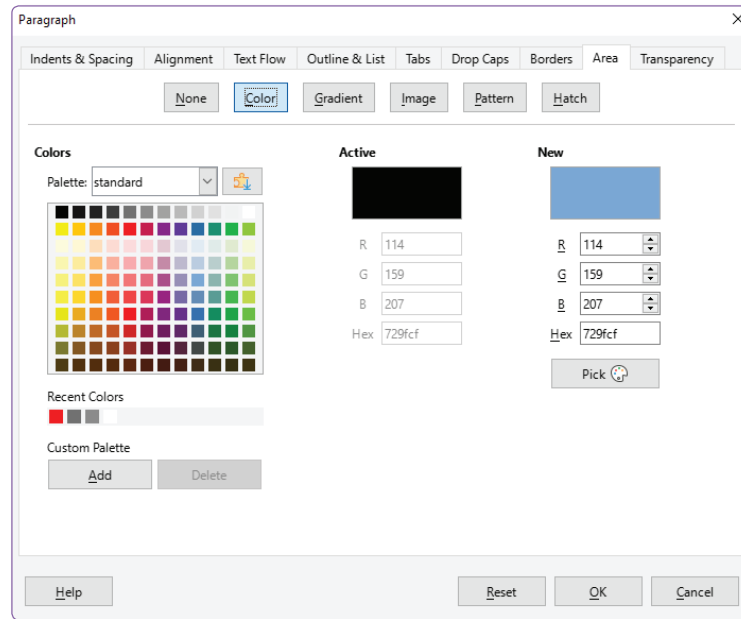 Paragraph
Indents & Spacing Alignment Text Flow Outline & List Tabs Drop Caps Borders Area Transparency
None Color Gradient Image Pattern Hatch
Colors Active New
Palette: standard
R 114 R 114
G 159 G 159
B 207 B 207
Hex 729fcf Hex 729fcf
Pick
Recent Colors
Custom Palette
Add Delete
Help Reset OK Cancel